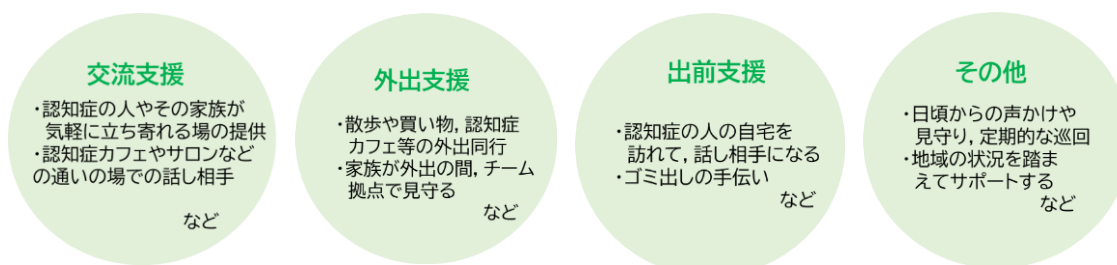 交流支援
・認知症の人やその家族が
気軽に立ち寄れる場の提供
・認知症カフェやサロンなど
の通いの場での話し相手
など
外出支援
・散歩や買い物，認知症
カフェ等の外出同行
・家族が外出の間，チーム
拠点で見守る
など
出前支援
・認知症の人の自宅を
訪れて，話し相手になる
・ゴミ出しの手伝い
など
その他
・日頃からの声かけや
見守り，定期的な巡回
・地域の状況を踏ま
えてサポートする
など